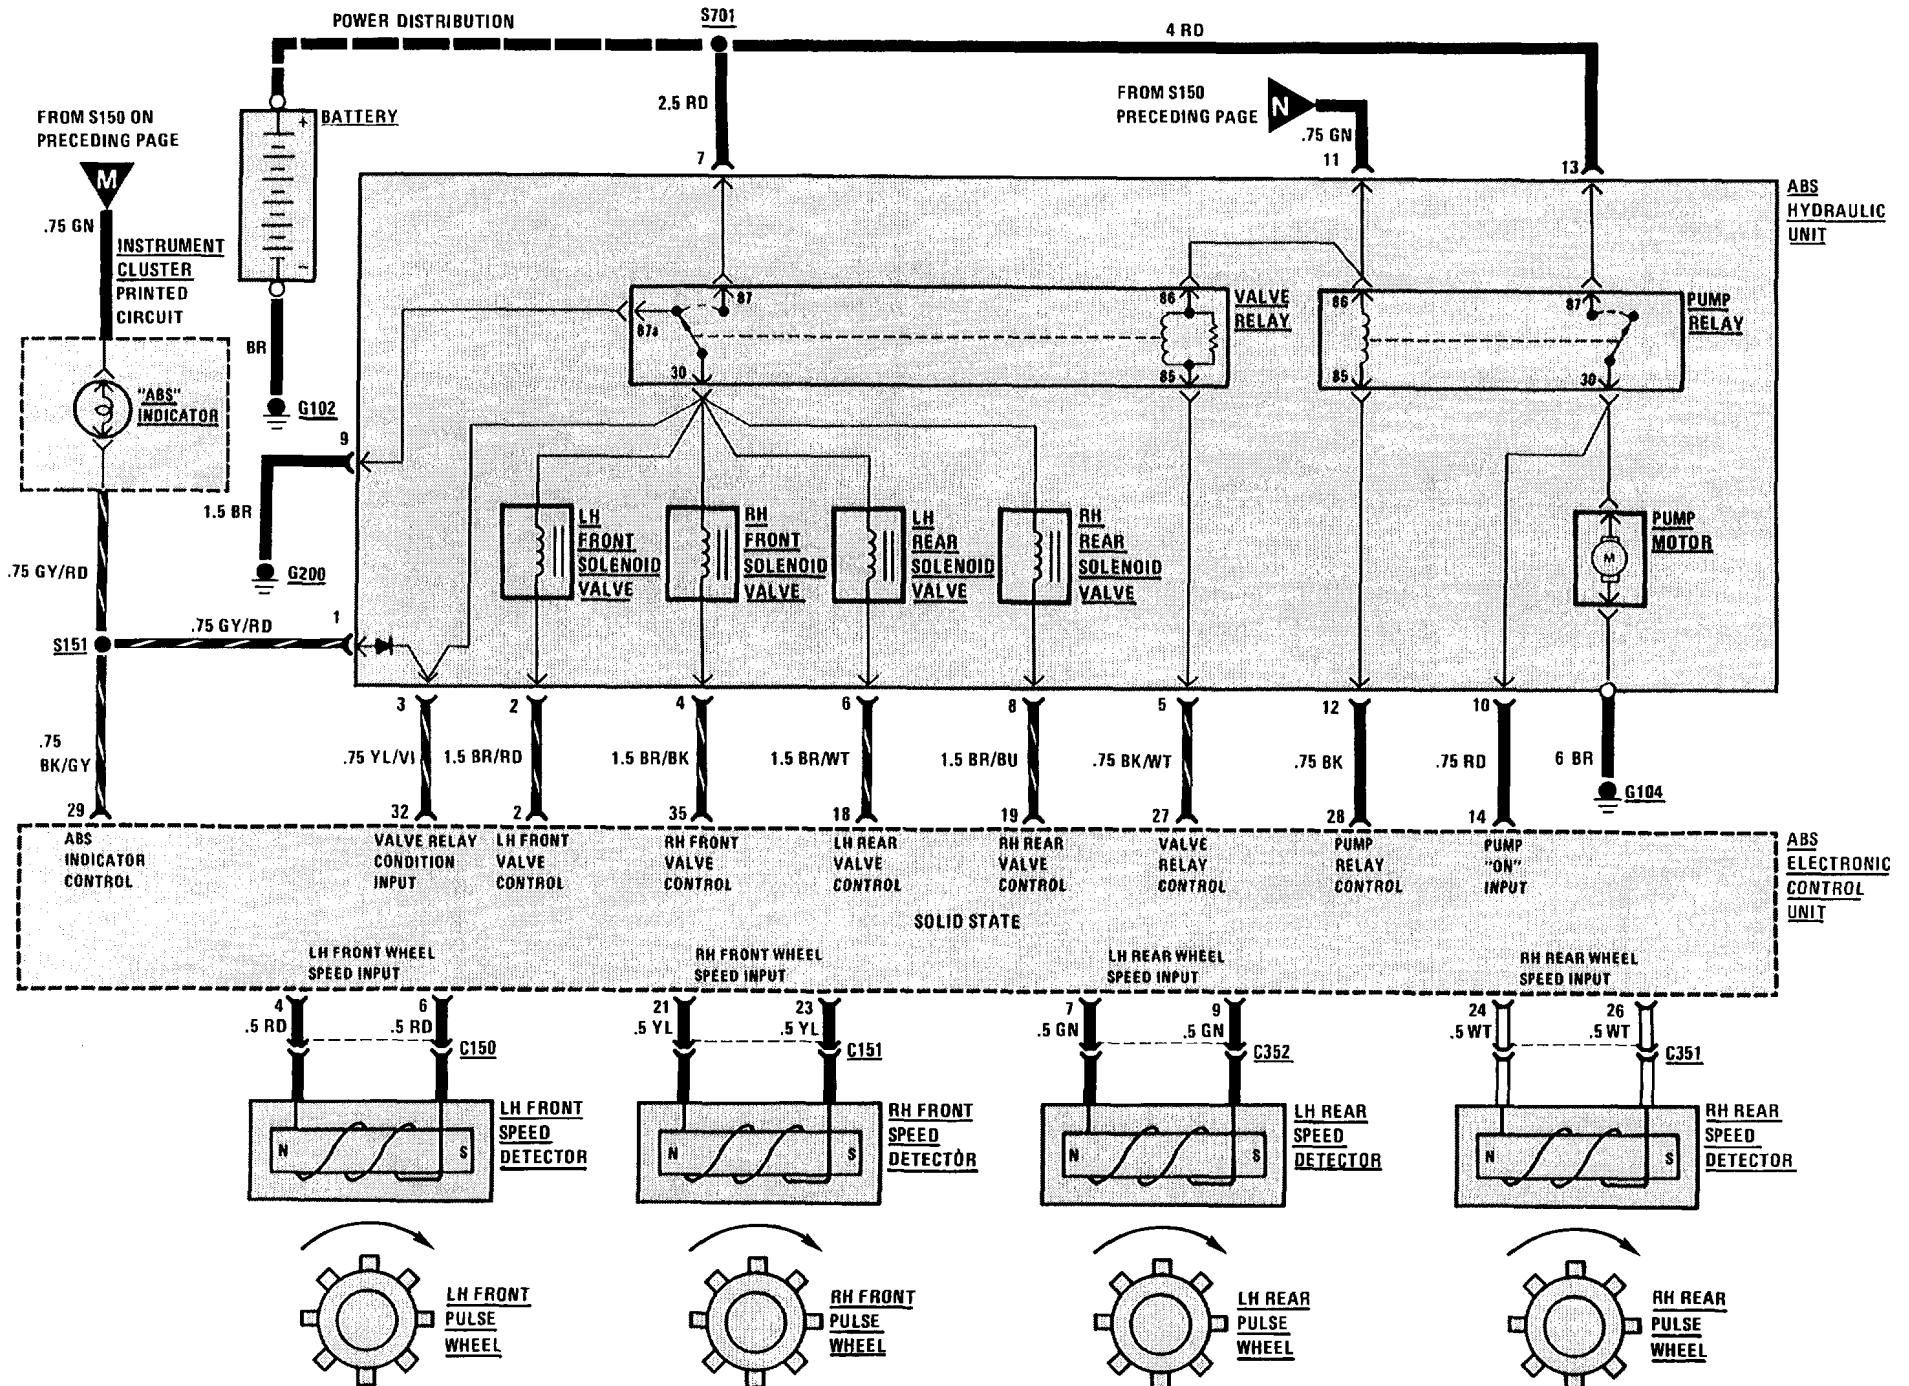 POWER DISTRIBUTION
S701
4 RD
FROM S150 ON
PRECEDING PAGE
M
.75 GN
BATTERY
+
−
2.5 RD
7
FROM S150
PRECEDING PAGE
N
.75 GN
11
13
ABS
HYDRAULIC
UNIT
INSTRUMENT
CLUSTER
PRINTED
CIRCUIT
BR
G102
"ABS"
INDICATOR
87
87a
30
86
85
VALVE
RELAY
86
85
87
30
PUMP
RELAY
9
1.5 BR
G200
.75 GY/RD
S151
.75 GY/RD
1
LH
FRONT
SOLENOID
VALVE
RH
FRONT
SOLENOID
VALVE
LH
REAR
SOLENOID
VALVE
RH
REAR
SOLENOID
VALVE
PUMP
MOTOR
M
3
2
4
6
8
5
12
10
.75
BK/GY
.75 YL/VI
1.5 BR/RD
1.5 BR/BK
1.5 BR/WT
1.5 BR/BU
.75 BK/WT
.75 BK
.75 RD
6 BR
G104
29
32
2
35
18
19
27
28
14
ABS
INDICATOR
CONTROL
VALVE RELAY
CONDITION
INPUT
LH FRONT
VALVE
CONTROL
RH FRONT
VALVE
CONTROL
LH REAR
VALVE
CONTROL
RH REAR
VALVE
CONTROL
VALVE
RELAY
CONTROL
PUMP
RELAY
CONTROL
PUMP
"ON"
INPUT
ABS
ELECTRONIC
CONTROL
UNIT
SOLID STATE
LH FRONT WHEEL
SPEED INPUT
RH FRONT WHEEL
SPEED INPUT
LH REAR WHEEL
SPEED INPUT
RH REAR WHEEL
SPEED INPUT
4
6
21
23
7
9
24
26
.5 RD
.5 RD
C150
.5 YL
.5 YL
C151
.5 GN
.5 GN
C352
.5 WT
.5 WT
C351
N
S
LH FRONT
SPEED
DETECTOR
N
S
RH FRONT
SPEED
DETECTOR
N
S
LH REAR
SPEED
DETECTOR
N
S
RH REAR
SPEED
DETECTOR
LH FRONT
PULSE
WHEEL
RH FRONT
PULSE
WHEEL
LH REAR
PULSE
WHEEL
RH REAR
PULSE
WHEEL